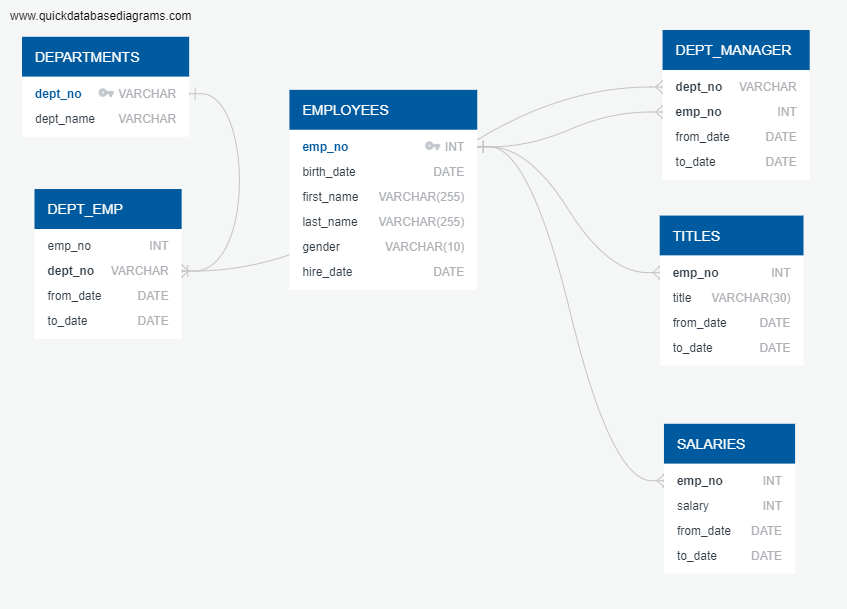 www.quickdatabasediagrams.com
DEPARTMENTS
dept_no VARCHAR
dept_name VARCHAR
DEPT_EMP
emp_no INT
dept_no VARCHAR
from_date DATE
to_date DATE
EMPLOYEES
emp_no INT
birth_date DATE
first_name VARCHAR(255)
last_name VARCHAR(255)
gender VARCHAR(10)
hire_date DATE
DEPT_MANAGER
dept_no VARCHAR
emp_no INT
from_date DATE
to_date DATE
TITLES
emp_no INT
title VARCHAR(30)
from_date DATE
to_date DATE
SALARIES
emp_no INT
salary INT
from_date DATE
to_date DATE